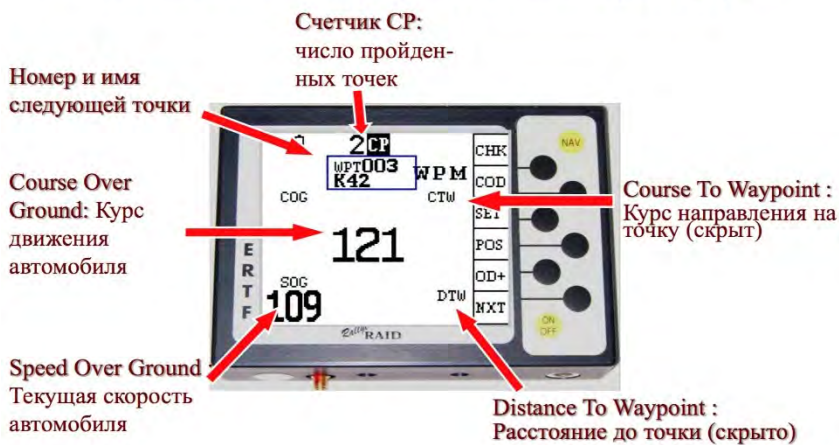 Счетчик CP:
число пройден-
ных точек
Номер и имя
следующей точки
2 CP
WPT003
K42
WPM
COG
CTW
Course Over
Ground: Курс
движения
автомобиля
121
SOG
109
DTW
CHK
COD
SET
POS
OD+
NXT
NAV
ON
OFF
E
R
T
F
Rallye
RAID
Course To Waypoint :
Курс направления на
точку (скрыт)
Speed Over Ground :
Текущая скорость
автомобиля
Distance To Waypoint :
Расстояние до точки (скрыто)